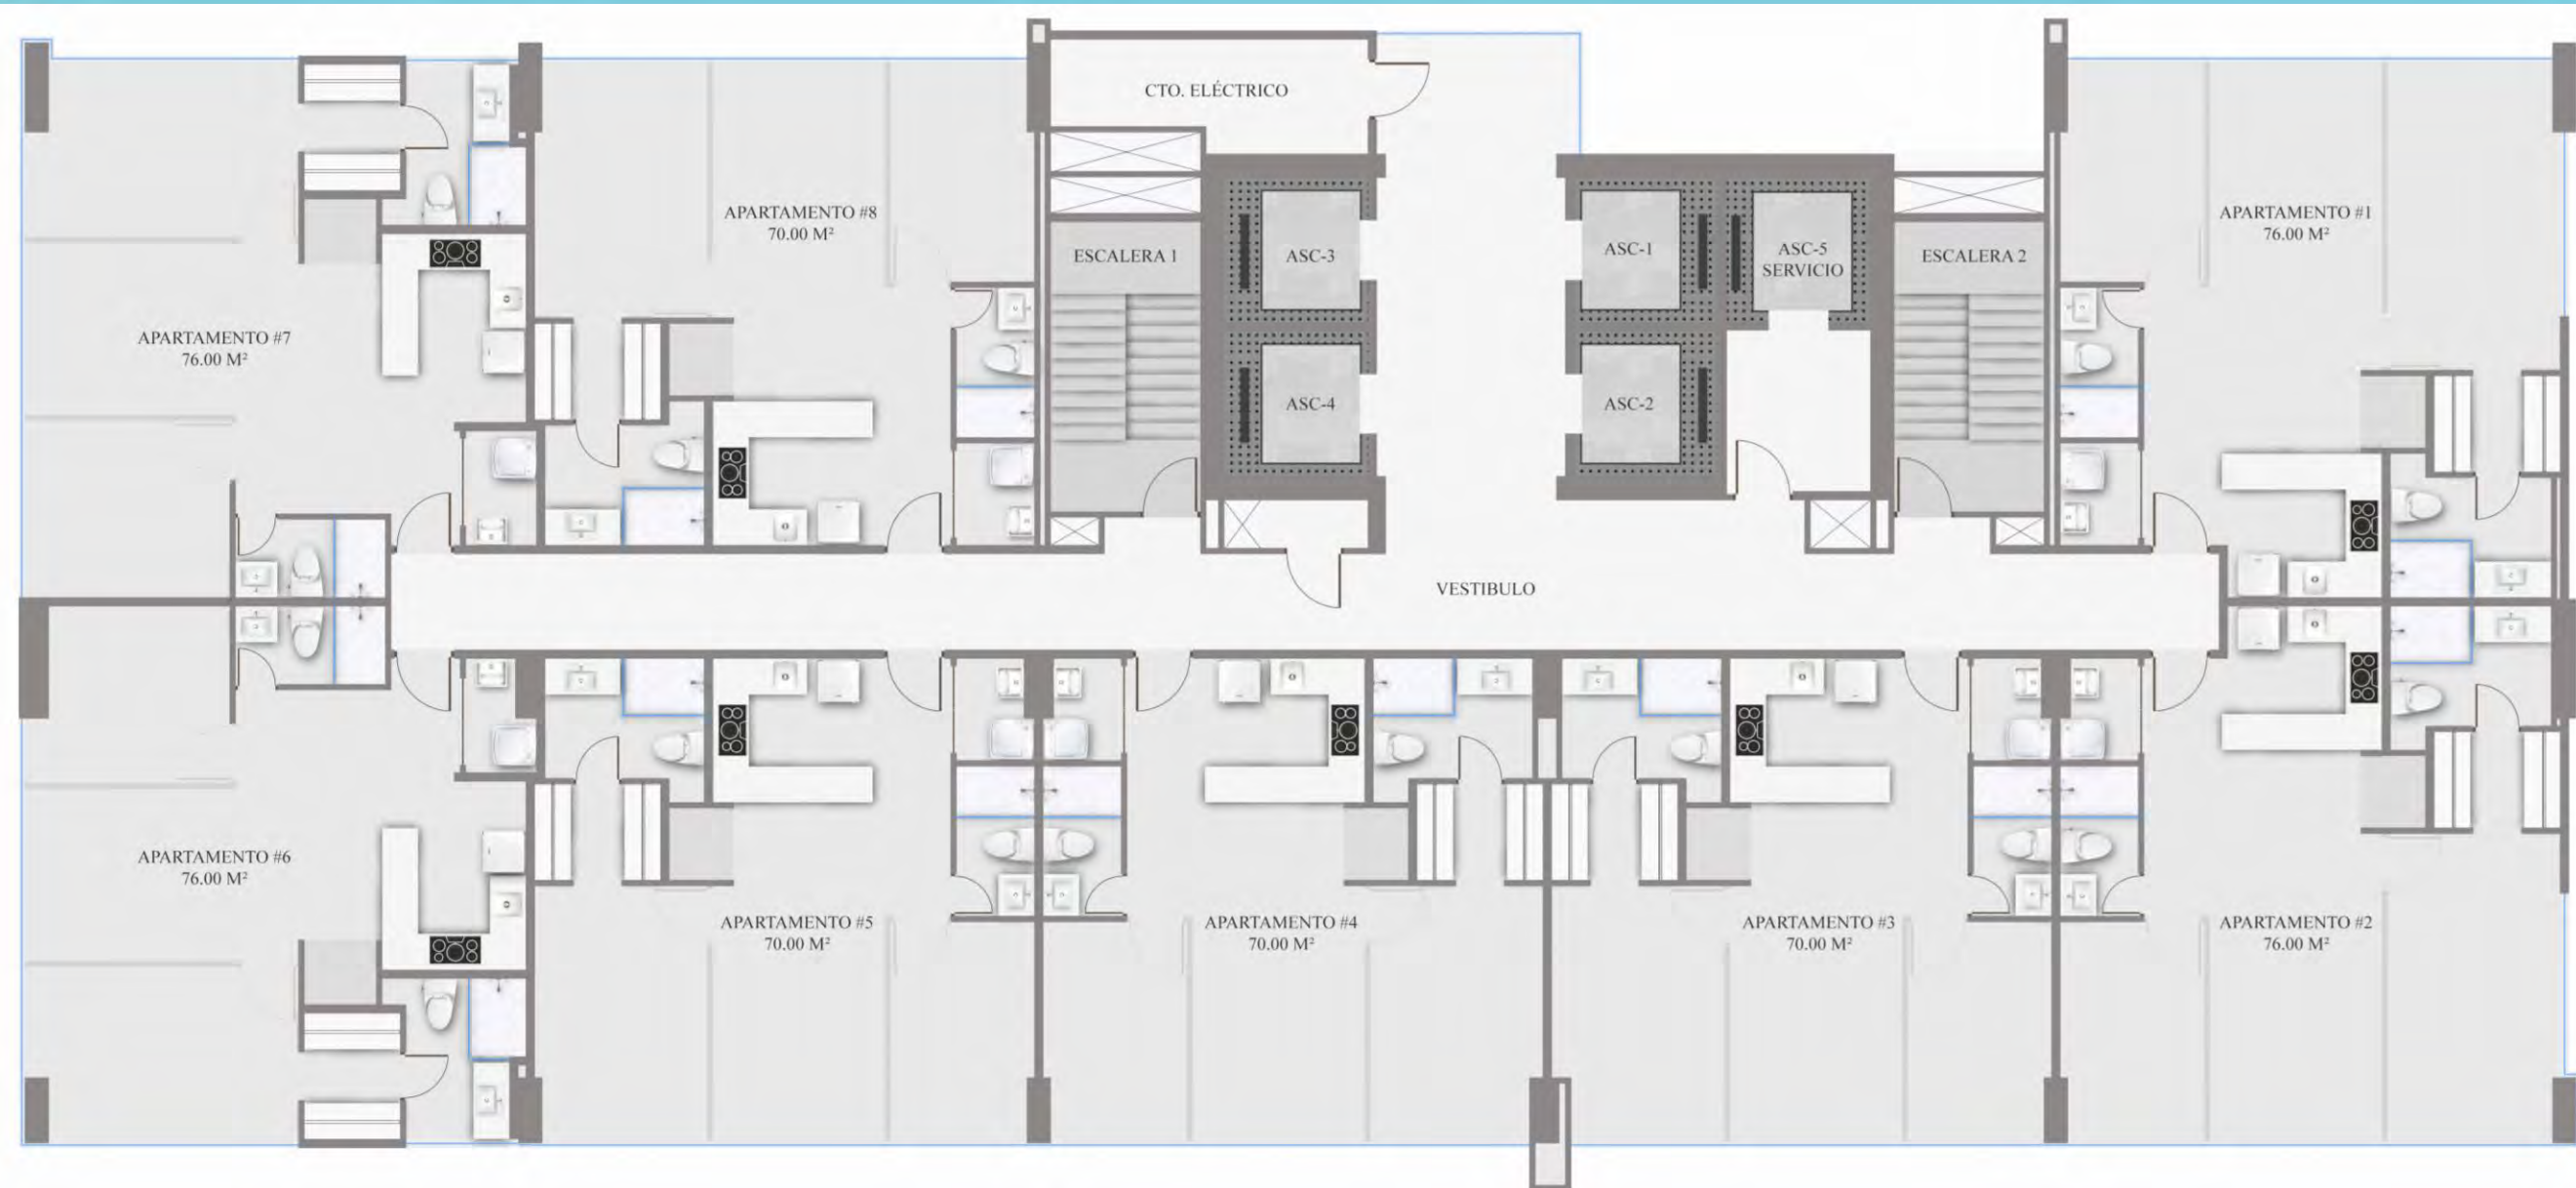 CTO. ELÉCTRICO
APARTAMENTO #8
70.00 M²
APARTAMENTO #1
76.00 M²
ESCALERA 1
ASC-3
ASC-1
ASC-5
SERVICIO
ESCALERA 2
APARTAMENTO #7
76.00 M²
ASC-4
ASC-2
VESTIBULO
APARTAMENTO #6
76.00 M²
APARTAMENTO #5
70.00 M²
APARTAMENTO #4
70.00 M²
APARTAMENTO #3
70.00 M²
APARTAMENTO #2
76.00 M²